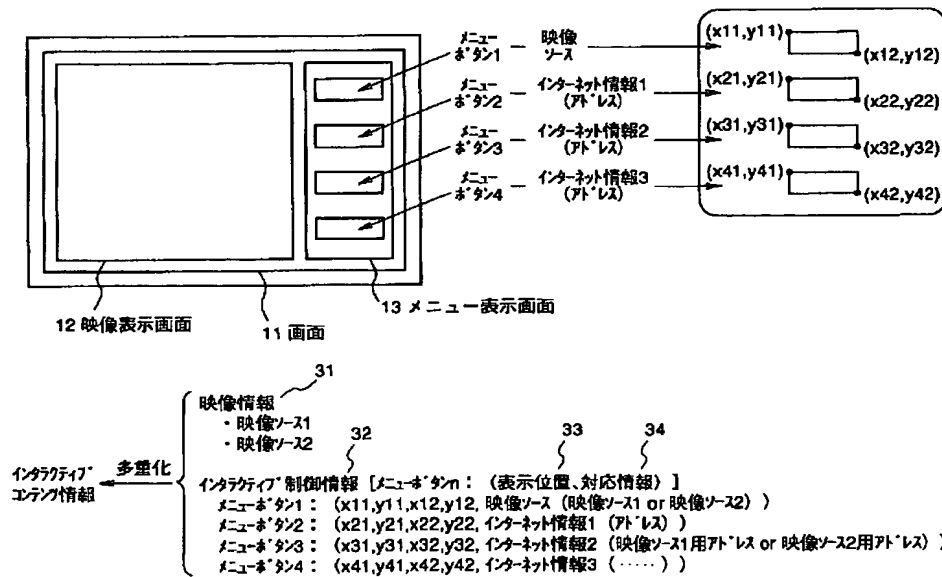 メニューボタン1
映像ソース
(x11,y11)
(x12,y12)
メニューボタン2
インターネット情報1
(アドレス)
(x21,y21)
(x22,y22)
メニューボタン3
インターネット情報2
(アドレス)
(x31,y31)
(x32,y32)
メニューボタン4
インターネット情報3
(アドレス)
(x41,y41)
(x42,y42)
12 映像表示画面
11 画面
13 メニュー表示画面
31
映像情報
・映像ソース1
・映像ソース2
32
33
34
インタラクティブ
コンテンツ情報
多重化
インタラクティブ制御情報 [メニューボタンn: (表示位置、対応情報) ]
メニューボタン1: (x11,y11,x12,y12, 映像ソース (映像ソース1 or 映像ソース2) )
メニューボタン2: (x21,y21,x22,y22, インターネット情報1 (アドレス) )
メニューボタン3: (x31,y31,x32,y32, インターネット情報2 (映像ソース1用アドレス or 映像ソース2用アドレス) )
メニューボタン4: (x41,y41,x42,y42, インターネット情報3 (・・・・・) )